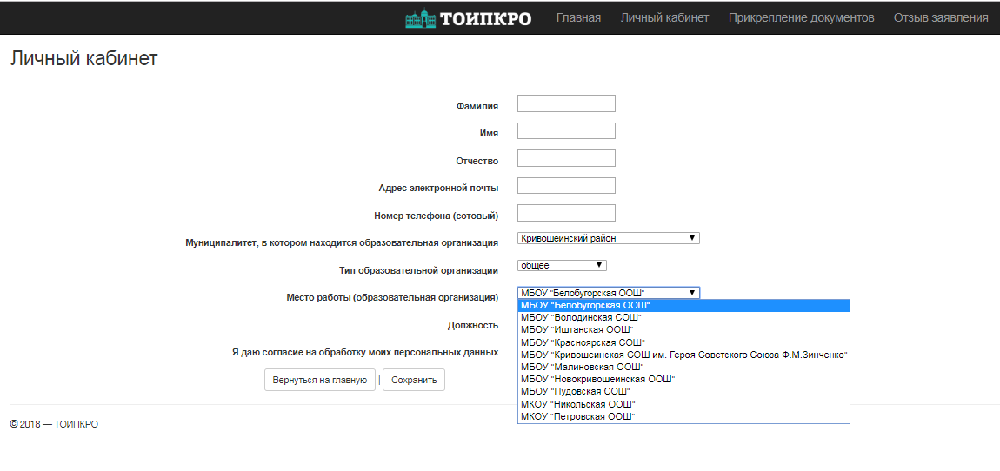 ТОИПКРО Главная Личный кабинет Прикрепление документов Отзыв заявления
Личный кабинет
Фамилия
Имя
Отчество
Адрес электронной почты
Номер телефона (сотовый)
Муниципалитет, в котором находится образовательная организация Кривошеинский район
Тип образовательной организации общее
Место работы (образовательная организация) МБОУ "Белобугорская ООШ"
МБОУ "Белобугорская ООШ"
МБОУ "Володинская СОШ"
МБОУ "Иштанская ООШ"
Должность
МБОУ "Красноярская СОШ"
Я даю согласие на обработку моих персональных данных
МБОУ "Кривошеинская СОШ им. Героя Советского Союза Ф.М.Зинченко"
МБОУ "Малиновская ООШ"
Вернуться на главную | Сохранить
МБОУ "Новокривошеинская ООШ"
МБОУ "Пудовская СОШ"
МКОУ "Никольская ООШ"
МКОУ "Петровская ООШ"
© 2018 — ТОИПКРО